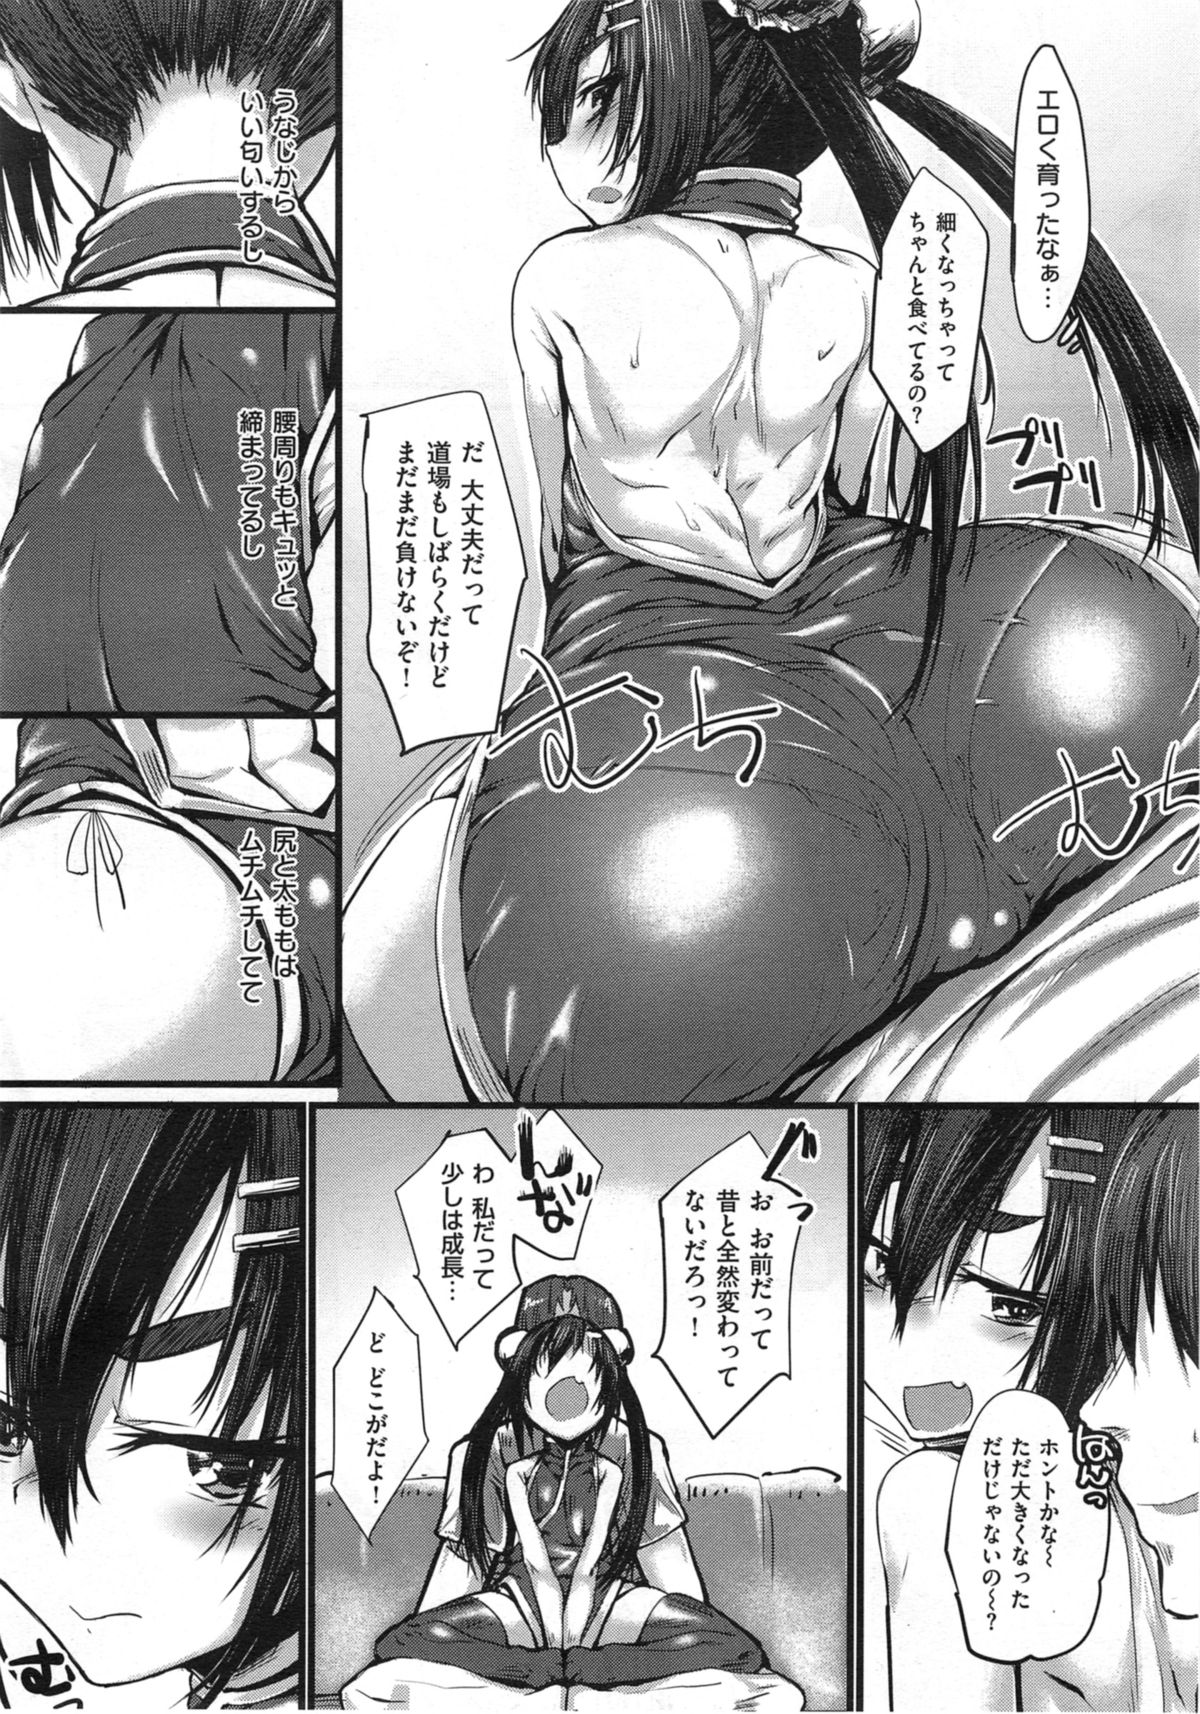 エロく育ったなぁ…
細くなっちゃって
ちゃんと食べてるの？
ブブ
だ 大丈夫だって
道場もしばらくだけど
まだまだ負けないぞ！
むち
むち
うなじから
いい匂いするし
腰周りもキュッと
締まってるし
尻と太ももは
ムチムチしてて
ホントかな～
ただ大きくなった
だけじゃないの～？
お お前だって
昔と全然変わって
ないだろっ！
わ 私だって
少しは成長…
ど どこがだよ！
むっ